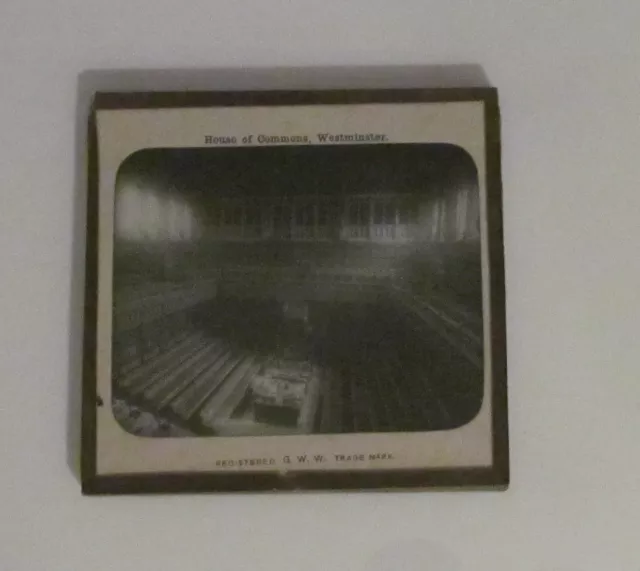 House of Commons, Westminster.
REGISTERED G. W. W. TRADE MARK.